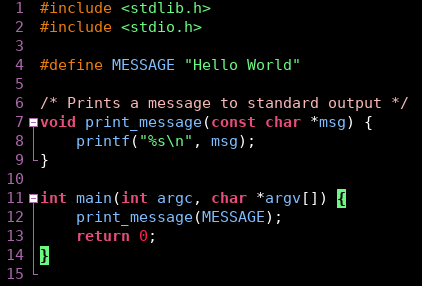 1 #include <stdlib.h>
2 #include <stdio.h>
3
4 #define MESSAGE "Hello World"
5
6 /* Prints a message to standard output */
7 void print_message(const char *msg) {
8     printf("%s\n", msg);
9 }
10
11 int main(int argc, char *argv[]) {
12     print_message(MESSAGE);
13     return 0;
14 }
15